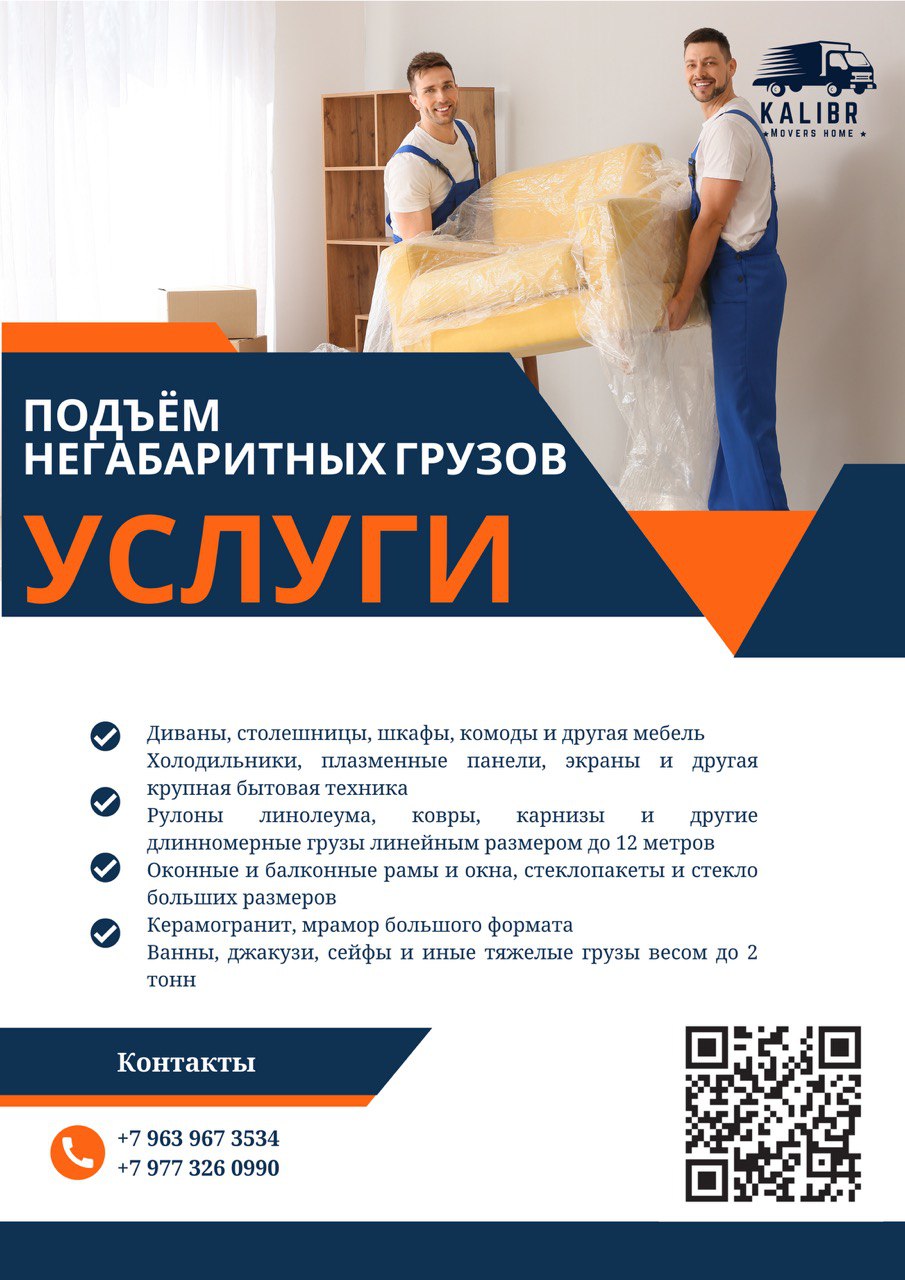 KALIBR
MOVERS HOME
ПОДЪЁМ
НЕГАБАРИТНЫХ ГРУЗОВ
УСЛУГИ
Диваны, столешницы, шкафы, комоды и другая мебель
Холодильники, плазменные панели, экраны и другая
крупная бытовая техника
Рулоны линолеума, ковры, карнизы и другие
длинномерные грузы линейным размером до 12 метров
Оконные и балконные рамы и окна, стеклопакеты и стекло
больших размеров
Керамогранит, мрамор большого формата
Ванны, джакузи, сейфы и иные тяжелые грузы весом до 2
тонн
Контакты
+7 963 967 3534
+7 977 326 0990